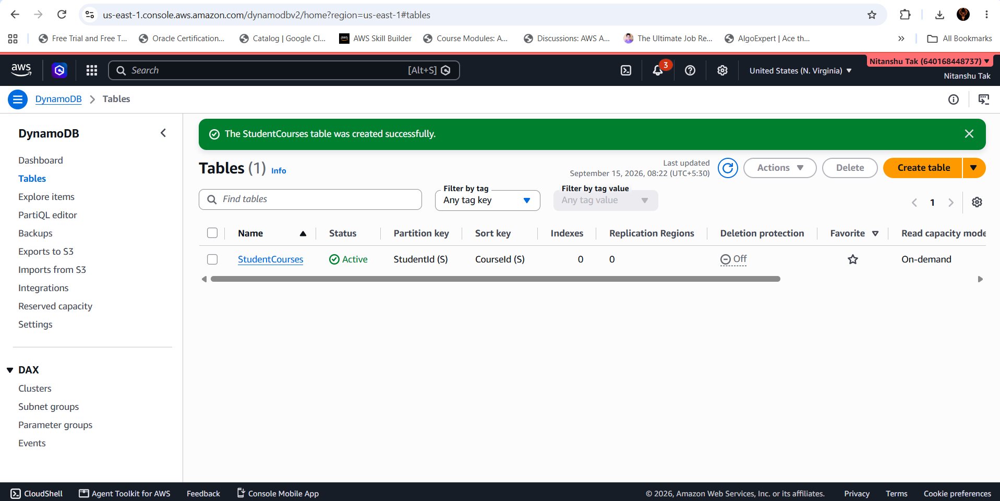 us-east-1.console.aws.amazon.com/dynamodbv2/home?region=us-east-1#tables
Free Trial and Free T... Oracle Certification... Catalog | Google Cl... aws AWS Skill Builder Course Modules: A... Discussions: AWS A... The Ultimate Job Re... AlgoExpert | Ace th... » All Bookmarks
aws Search [Alt+S] 3 United States (N. Virginia) Nitanshu Tak (640168448737)
Nitanshu Tak
DynamoDB Tables
DynamoDB
Dashboard
Tables
Explore items
PartiQL editor
Backups
Exports to S3
Imports from S3
Integrations
Reserved capacity
Settings
DAX
Clusters
Subnet groups
Parameter groups
Events
The StudentCourses table was created successfully.
Tables (1) Info
Last updated
September 15, 2026, 08:22 (UTC+5:30)
Actions Delete Create table
Find tables
Filter by tag
Any tag key
Filter by tag value
Any tag value
1
Name Status Partition key Sort key Indexes Replication Regions Deletion protection Favorite Read capacity mode
StudentCourses Active StudentId (S) CourseId (S) 0 0 Off On-demand
CloudShell Agent Toolkit for AWS Feedback Console Mobile App © 2026, Amazon Web Services, Inc. or its affiliates. Privacy Terms Cookie preferences